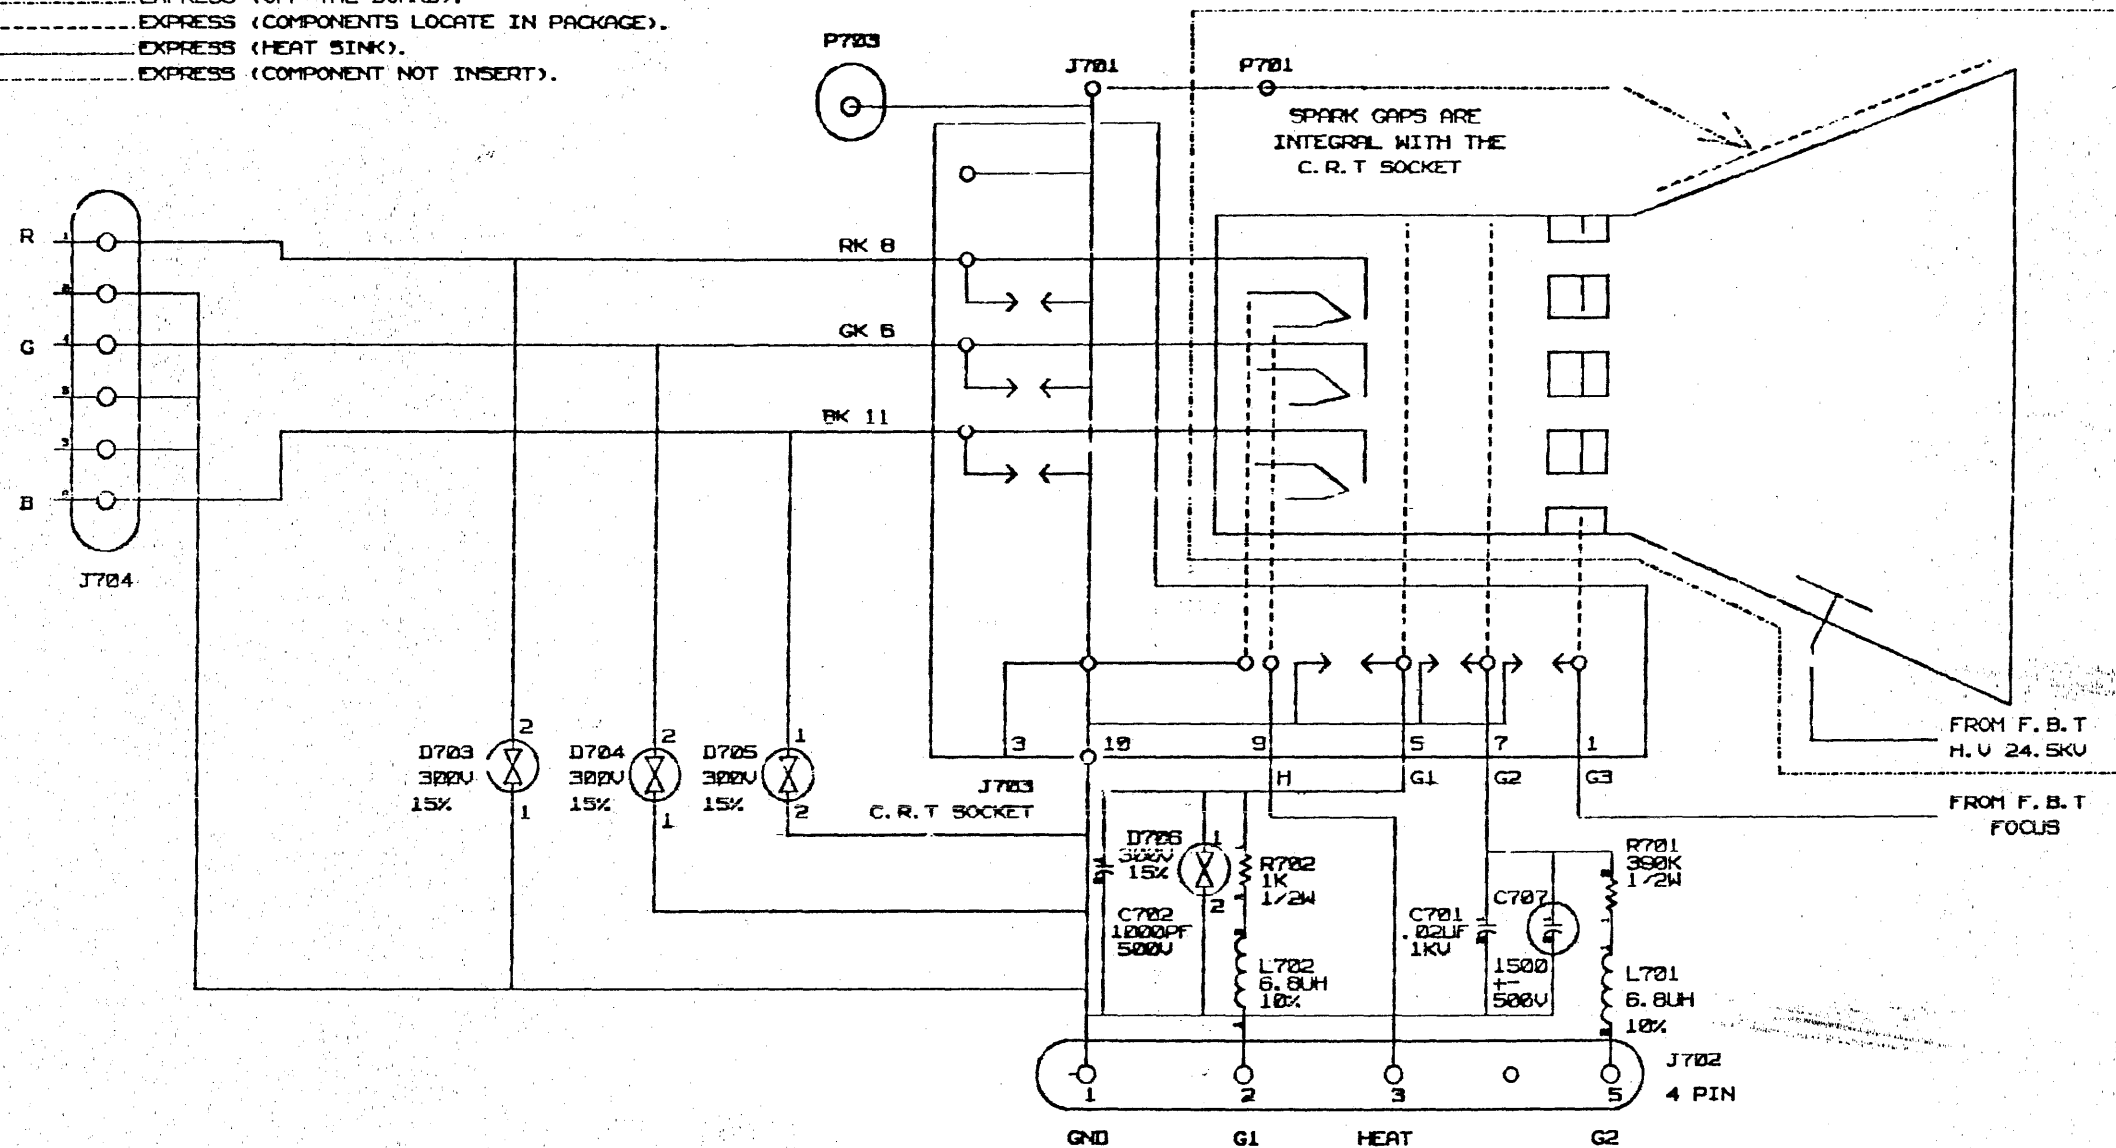 EXPRESS (COMPONENTS LOCATE IN PACKAGE).
EXPRESS (HEAT SINK).
EXPRESS (COMPONENT NOT INSERT).
P703
J701
P701
SPARK GAPS ARE
INTEGRAL WITH THE
C.R.T SOCKET
R
RK 8
G
GK 6
BK 11
B
J704
D703
300V
15%
2
1
D704
300V
15%
2
1
D705
300V
15%
1
2
3
10
9
5
7
1
J703
C.R.T SOCKET
H
G1
G2
G3
FROM F.B.T
H.V 24.5KV
FROM F.B.T
FOCUS
D706
300V
15%
1
2
R702
1K
1/2W
C702
1000PF
500V
L702
6.8UH
10%
C701
.02UF
1KV
C707
1500
+-
500V
R701
390K
1/2W
L701
6.8UH
10%
J702
4 PIN
1
2
3
5
GND
G1
HEAT
G2